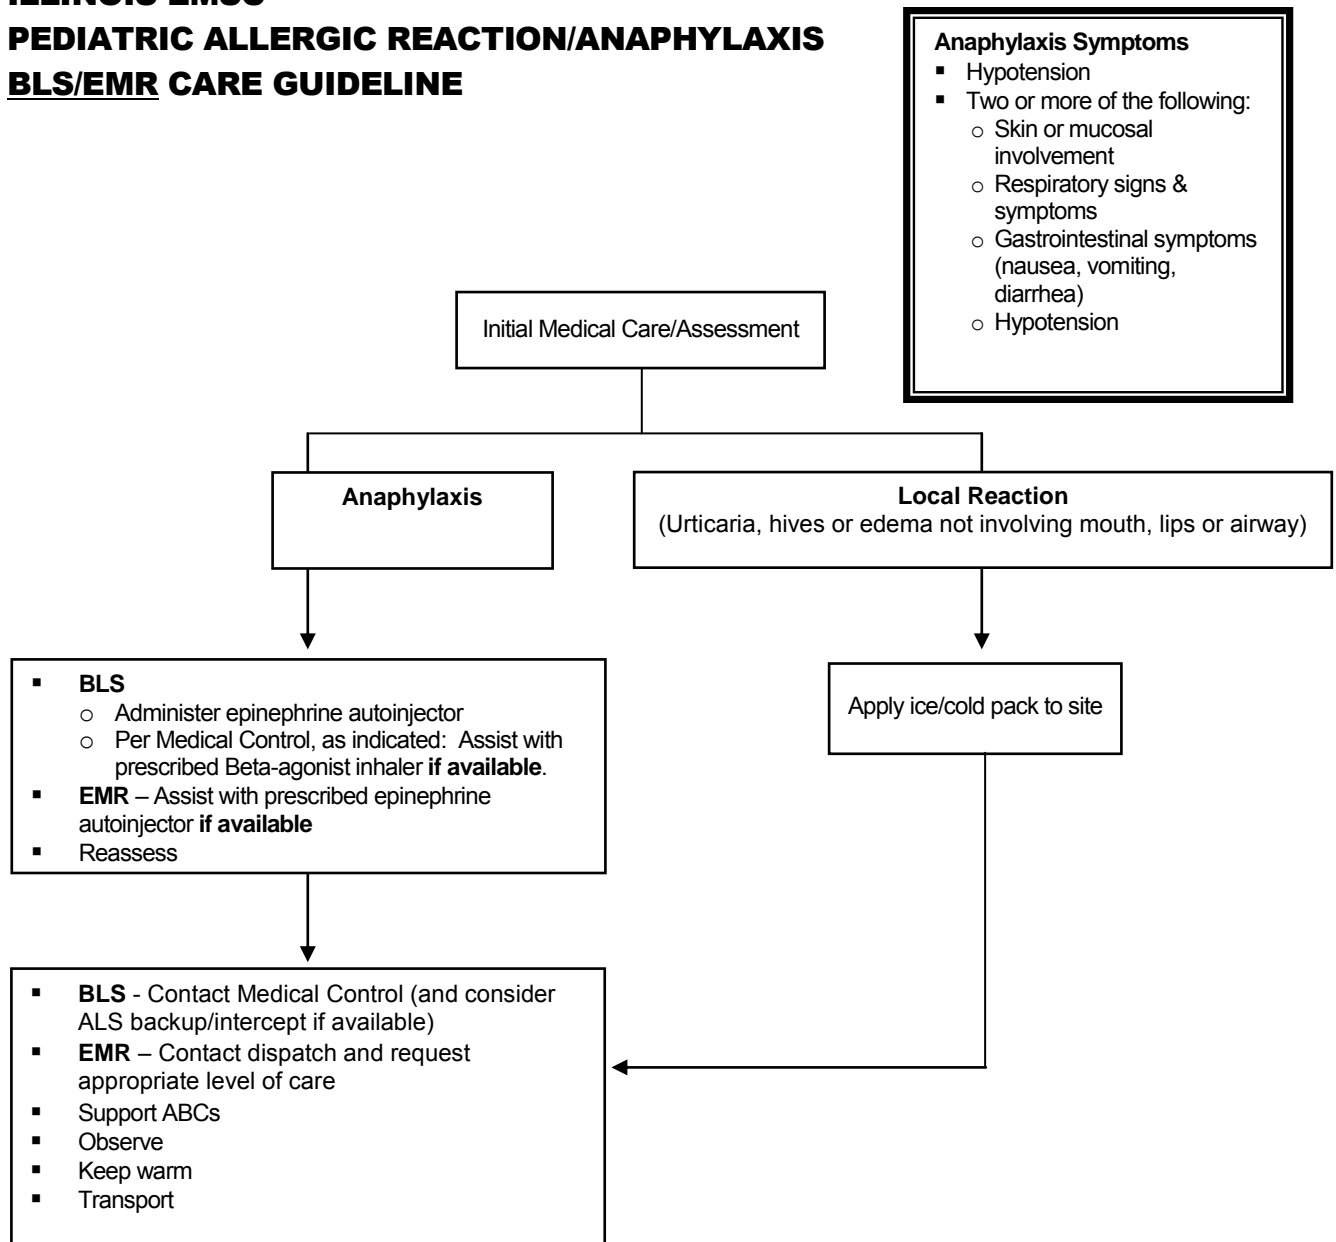 ILLINOIS EMSC
PEDIATRIC ALLERGIC REACTION/ANAPHYLAXIS
BLS/EMR CARE GUIDELINE
Anaphylaxis Symptoms
▪ Hypotension
▪ Two or more of the following:
○ Skin or mucosal
involvement
○ Respiratory signs &
symptoms
○ Gastrointestinal symptoms
(nausea, vomiting,
diarrhea)
○ Hypotension
Initial Medical Care/Assessment
Anaphylaxis
Local Reaction
(Urticaria, hives or edema not involving mouth, lips or airway)
▪ BLS
○ Administer epinephrine autoinjector
○ Per Medical Control, as indicated: Assist with
prescribed Beta-agonist inhaler if available.
▪ EMR – Assist with prescribed epinephrine
autoinjector if available
▪ Reassess
Apply ice/cold pack to site
▪ BLS - Contact Medical Control (and consider
ALS backup/intercept if available)
▪ EMR – Contact dispatch and request
appropriate level of care
▪ Support ABCs
▪ Observe
▪ Keep warm
▪ Transport